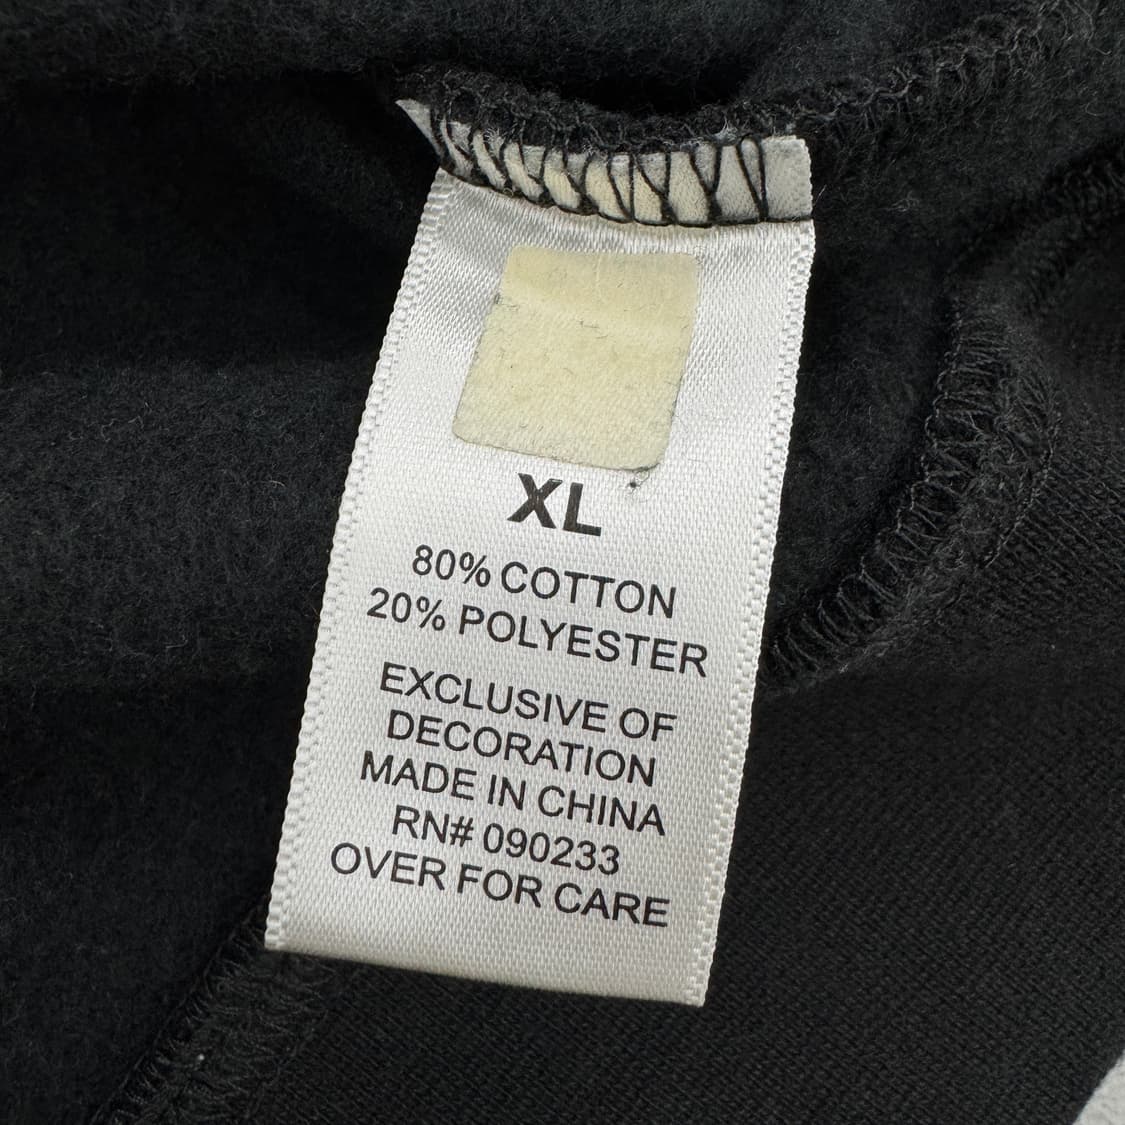 XL
80% COTTON
20% POLYESTER
EXCLUSIVE OF
DECORATION
MADE IN CHINA
RN# 090233
OVER FOR CARE